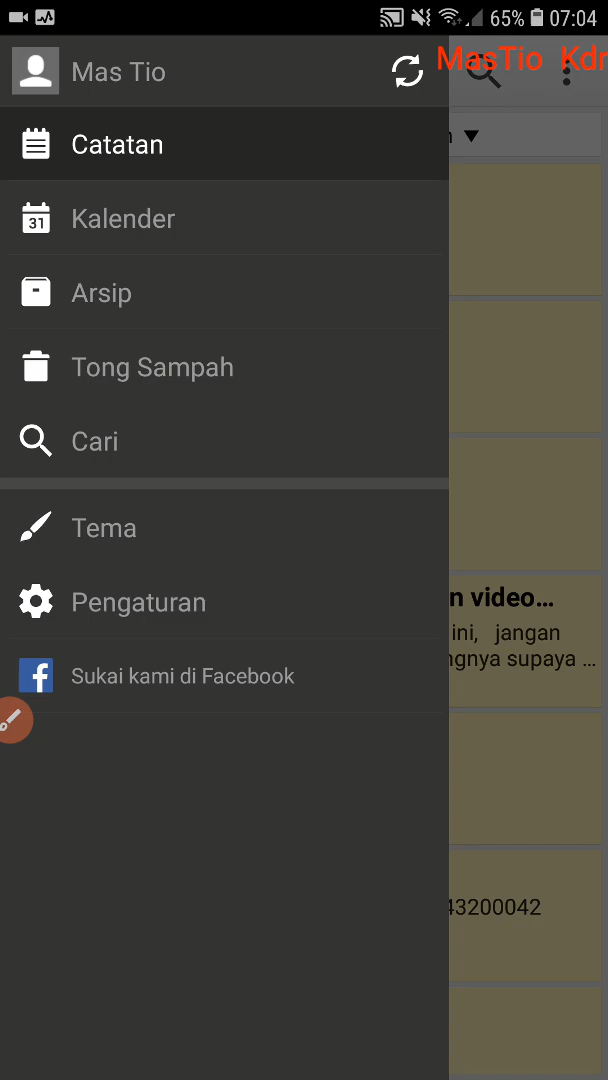 65% 07:04
Mas Tio
MasTio Kdr
Catatan
31 Kalender
Arsip
Tong Sampah
Cari
Tema
n video…
Pengaturan
ini, jangan
ngnya supaya ...
f Sukai kami di Facebook
43200042